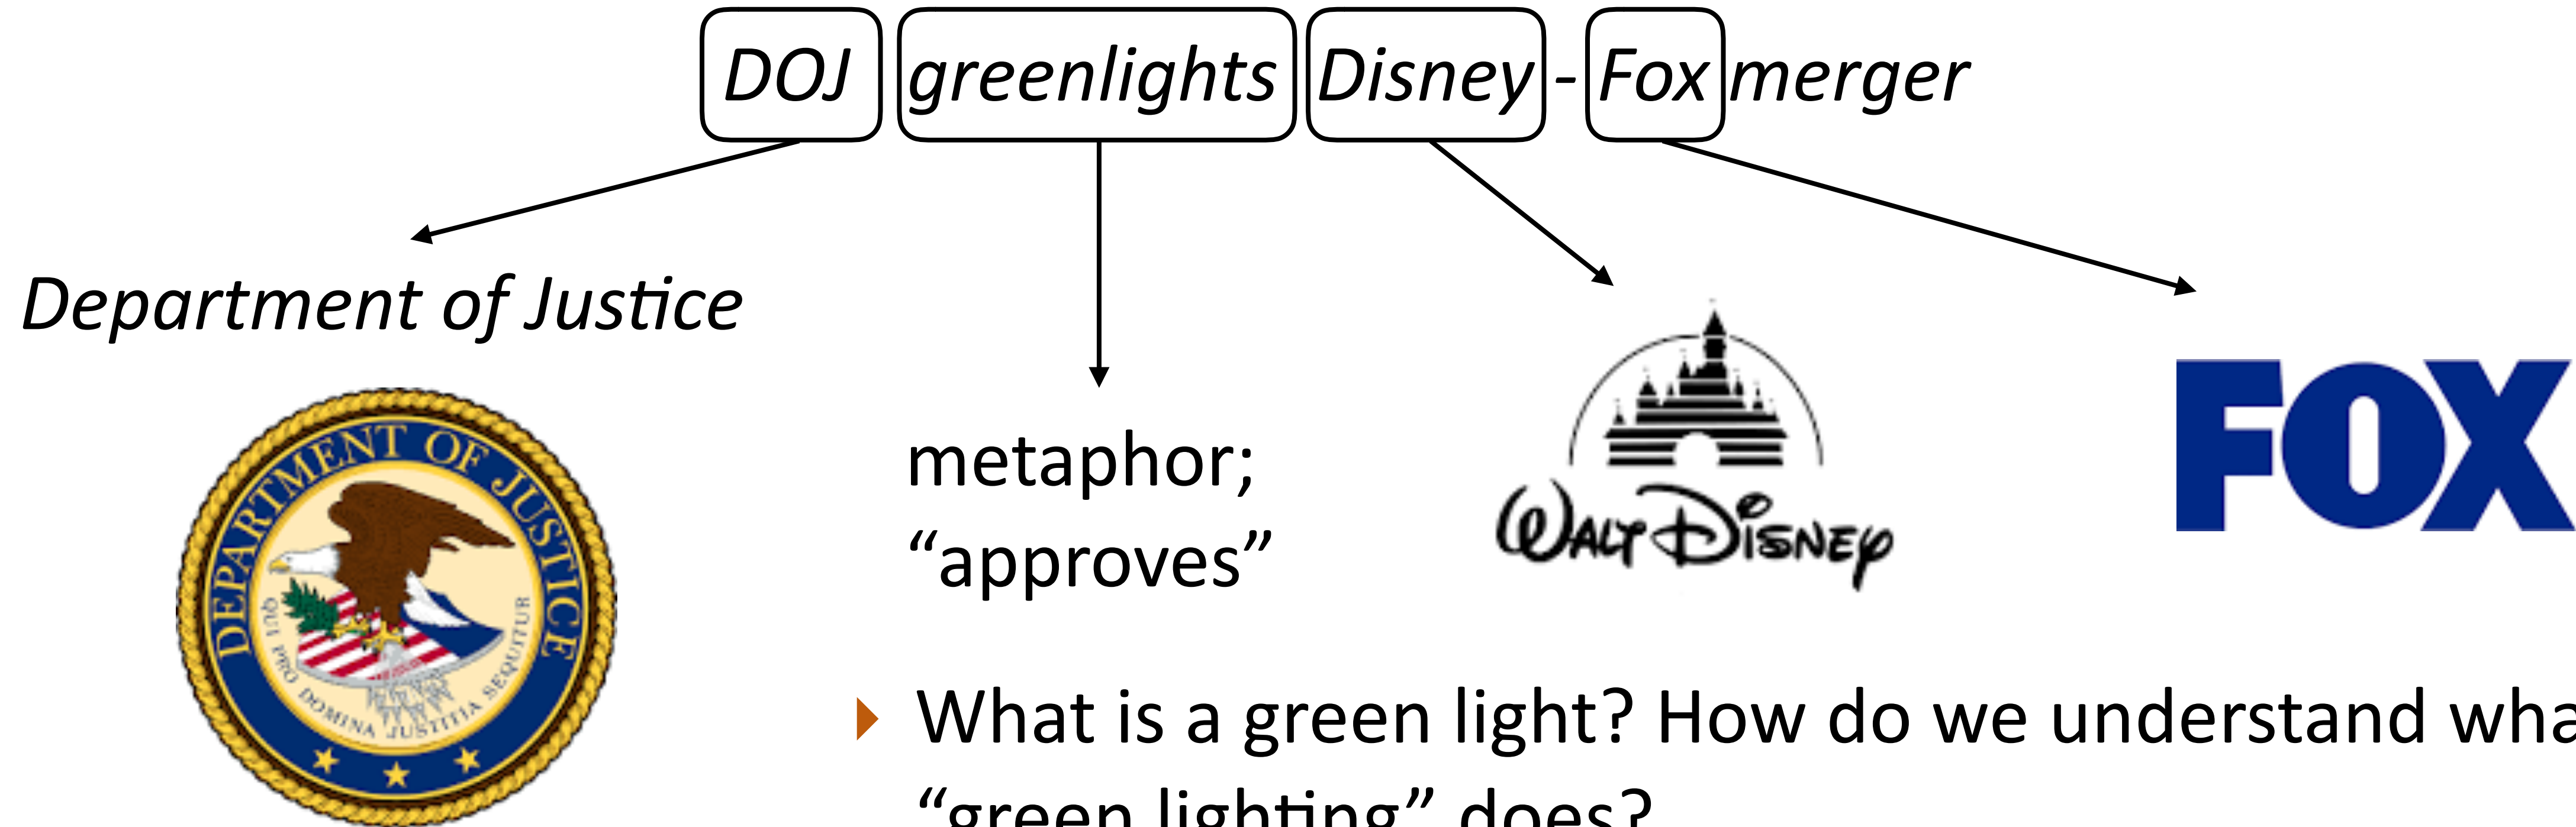 DOJ greenlights Disney - Fox merger
Department of Justice
DEPARTMENT OF JUSTICE
QUI PRO DOMINA JUSTITIA SEQUITUR
metaphor;
“approves”
WALT DISNEY
FOX
What is a green light? How do we understand wha
“green lighting” does?